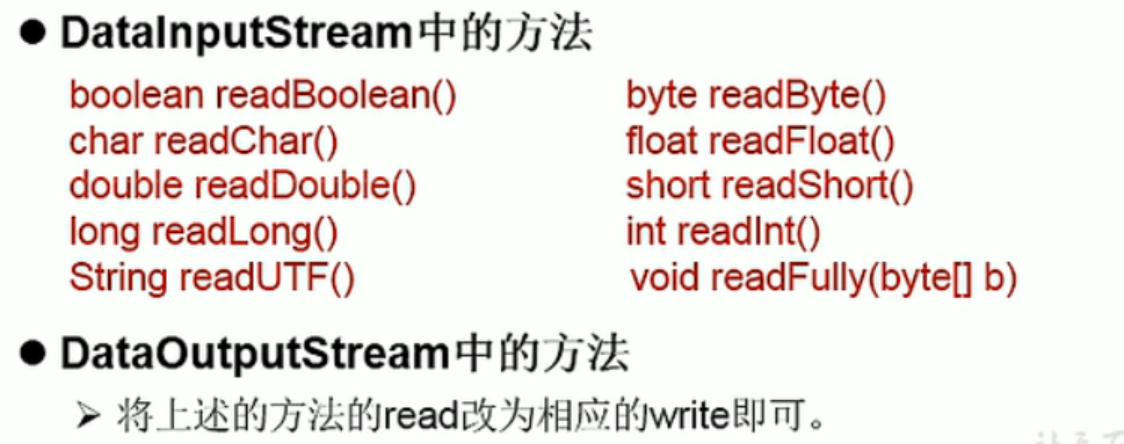 ● DataInputStream中的方法
boolean readBoolean() byte readByte()
char readChar() float readFloat()
double readDouble() short readShort()
long readLong() int readInt()
String readUTF() void readFully(byte[] b)
● DataOutputStream中的方法
➢ 将上述的方法的read改为相应的write即可。